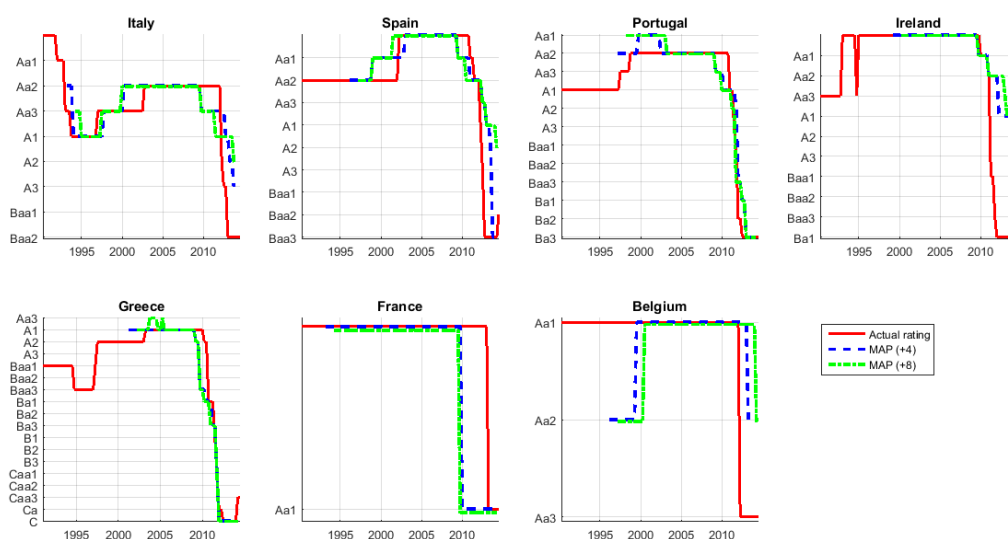 Italy
Aa1
Aa2
Aa3
A1
A2
A3
Baa1
Baa2
1995 2000 2005 2010
Spain
Aa1
Aa2
Aa3
A1
A2
A3
Baa1
Baa2
Baa3
1995 2000 2005 2010
Portugal
Aa1
Aa2
Aa3
A1
A2
A3
Baa1
Baa2
Baa3
Ba1
Ba2
Ba3
1995 2000 2005 2010
Ireland
Aa1
Aa2
Aa3
A1
A2
A3
Baa1
Baa2
Baa3
Ba1
1995 2000 2005 2010
Greece
Aa3
A1
A2
A3
Baa1
Baa2
Baa3
Ba1
Ba2
Ba3
B1
B2
B3
Caa1
Caa2
Caa3
Ca
C
1995 2000 2005 2010
France
Aa1
1995 2000 2005 2010
Belgium
Aa1
Aa2
Aa3
1995 2000 2005 2010
Actual rating
MAP (+4)
MAP (+8)